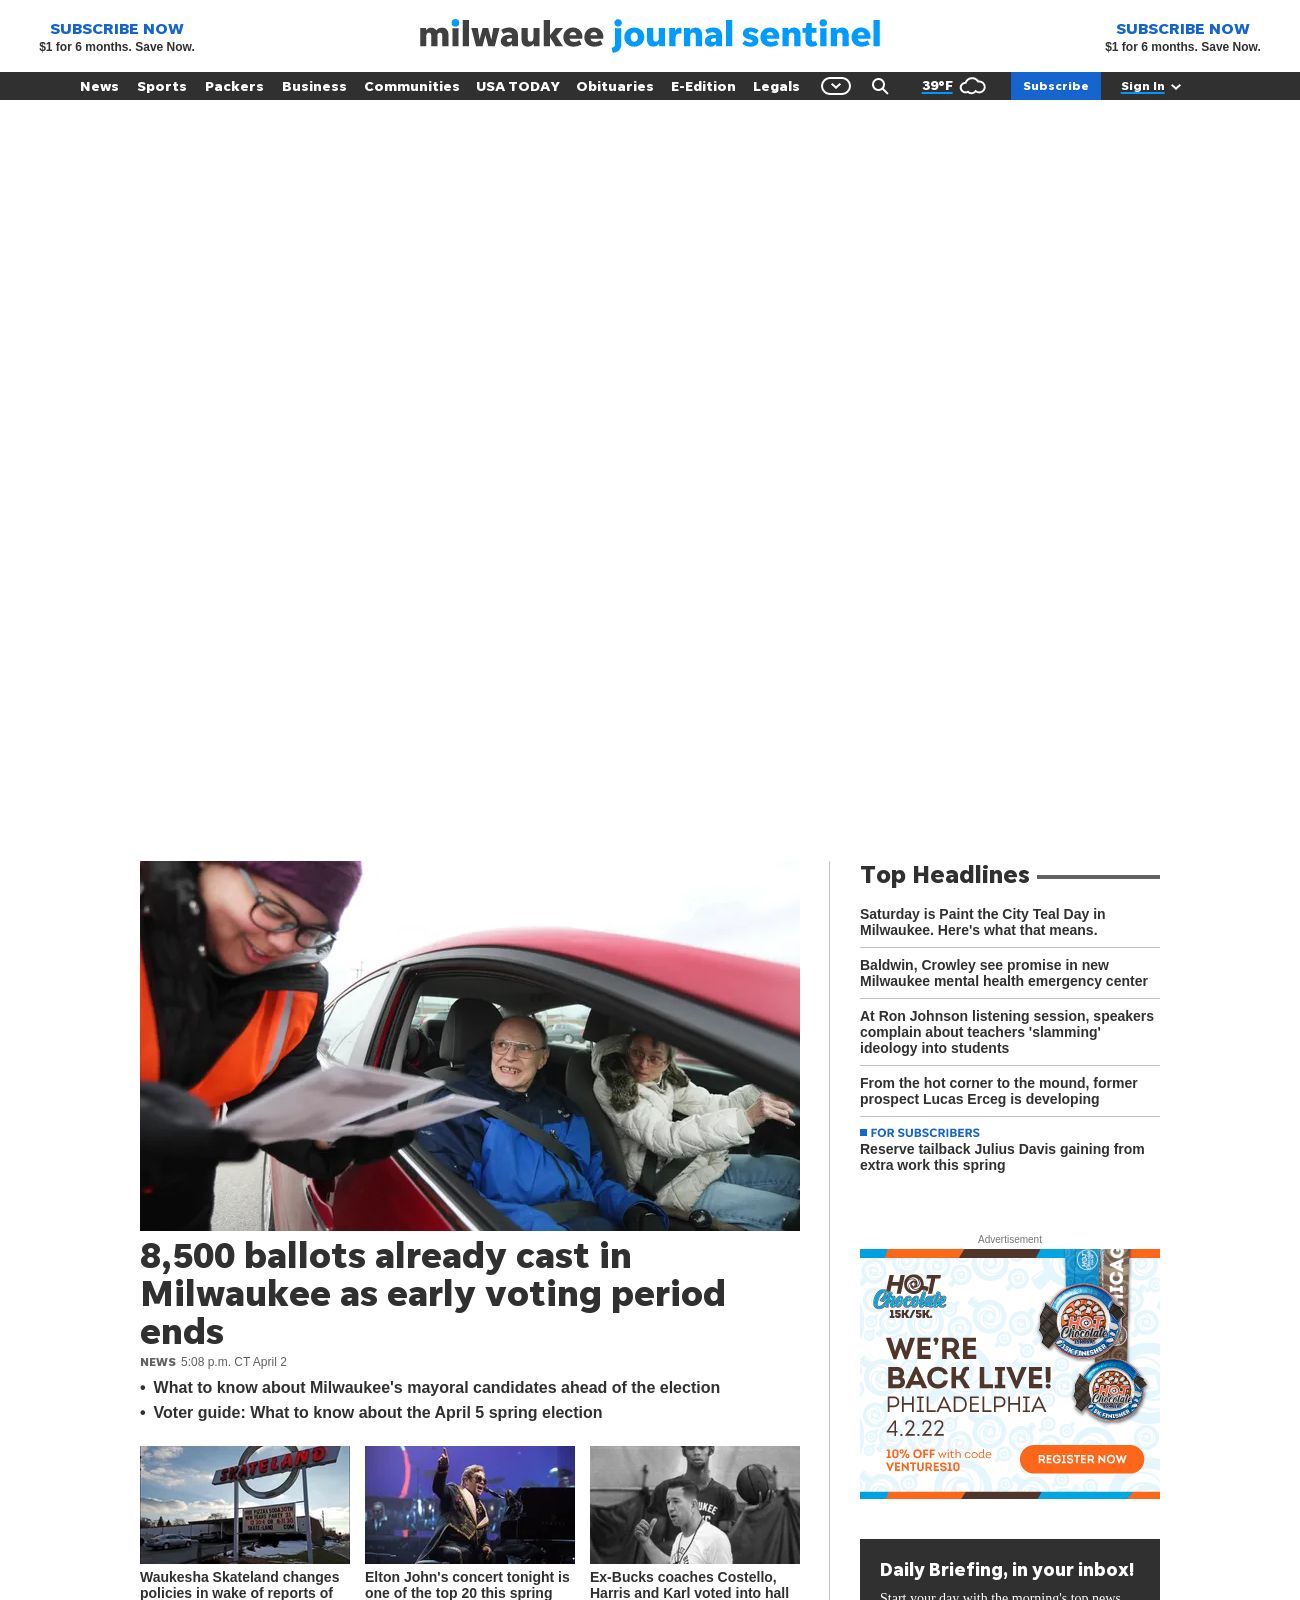 SUBSCRIBE NOW
$1 for 6 months. Save Now.
milwaukee journal sentinel
SUBSCRIBE NOW
$1 for 6 months. Save Now.
News Sports Packers Business Communities USA TODAY Obituaries E-Edition Legals 39°F Subscribe Sign In
8,500 ballots already cast in
Milwaukee as early voting period
ends
NEWS 5:08 p.m. CT April 2
• What to know about Milwaukee's mayoral candidates ahead of the election
• Voter guide: What to know about the April 5 spring election
SKATELAND
Waukesha Skateland changes
policies in wake of reports of
Elton John's concert tonight is
one of the top 20 this spring
Ex-Bucks coaches Costello,
Harris and Karl voted into hall
Top Headlines
Saturday is Paint the City Teal Day in
Milwaukee. Here's what that means.
Baldwin, Crowley see promise in new
Milwaukee mental health emergency center
At Ron Johnson listening session, speakers
complain about teachers 'slamming'
ideology into students
From the hot corner to the mound, former
prospect Lucas Erceg is developing
FOR SUBSCRIBERS
Reserve tailback Julius Davis gaining from
extra work this spring
Advertisement
HOT
Chocolate
15K/5K.
WE'RE
BACK LIVE!
PHILADELPHIA
4.2.22
10% OFF with code
VENTURES10
REGISTER NOW
HOT
Chocolate
15K FINISHER
HOT
Chocolate
5K FINISHER
Daily Briefing, in your inbox!
Start your day with the morning's top news